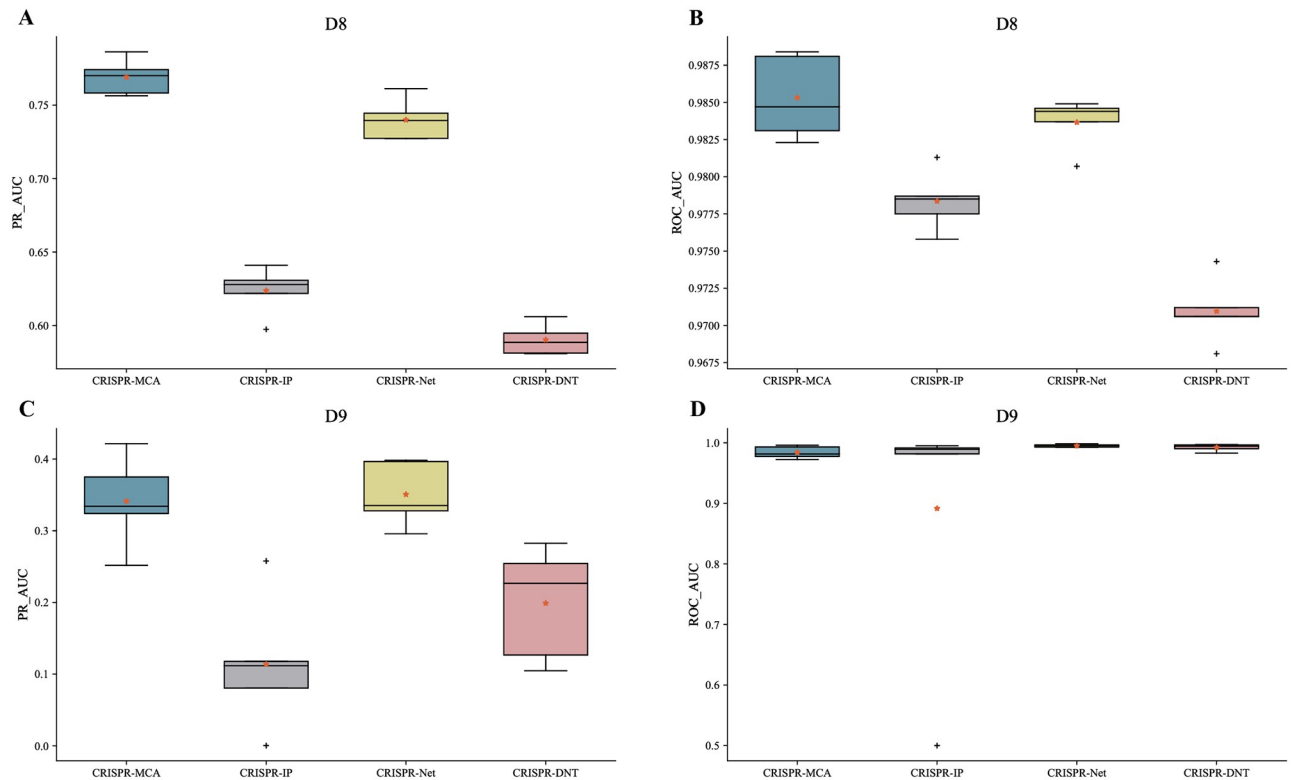 A
D8
PR_AUC
0.75
0.70
0.65
0.60
CRISPR-MCA
CRISPR-IP
CRISPR-Net
CRISPR-DNT
B
D8
ROC_AUC
0.9875
0.9850
0.9825
0.9800
0.9775
0.9750
0.9725
0.9700
0.9675
CRISPR-MCA
CRISPR-IP
CRISPR-Net
CRISPR-DNT
C
D9
PR_AUC
0.4
0.3
0.2
0.1
0.0
CRISPR-MCA
CRISPR-IP
CRISPR-Net
CRISPR-DNT
D
D9
ROC_AUC
1.0
0.9
0.8
0.7
0.6
0.5
CRISPR-MCA
CRISPR-IP
CRISPR-Net
CRISPR-DNT